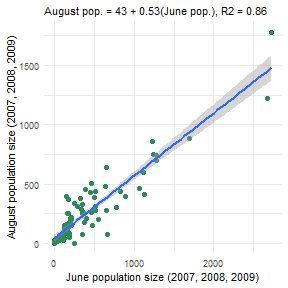 August pop. = 43 + 0.53(June pop.), R2 = 0.86
August population size (2007, 2008, 2009)
1500
1000
500
0
0
500
1000
2000
June population size (2007, 2008, 2009)